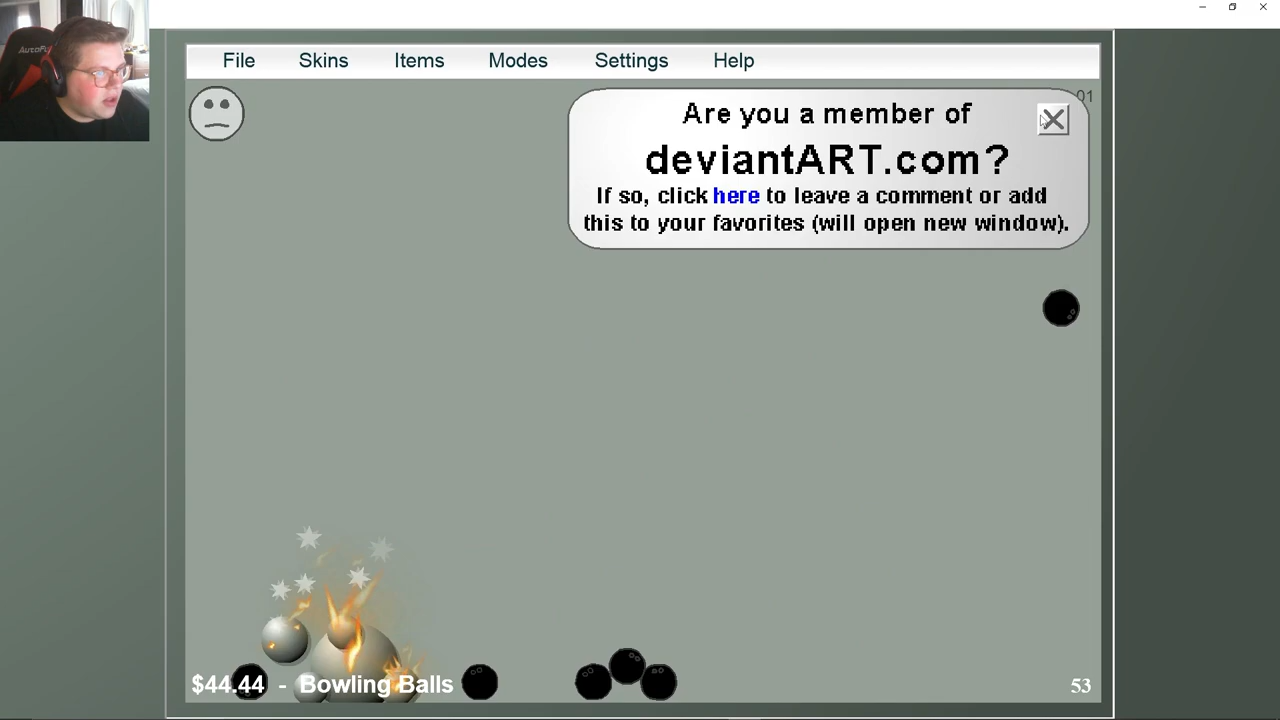 File Skins Items Modes Settings Help
01
Are you a member of
deviantART.com?
If so, click here to leave a comment or add
this to your favorites (will open new window).
$44.44 - Bowling Balls
53